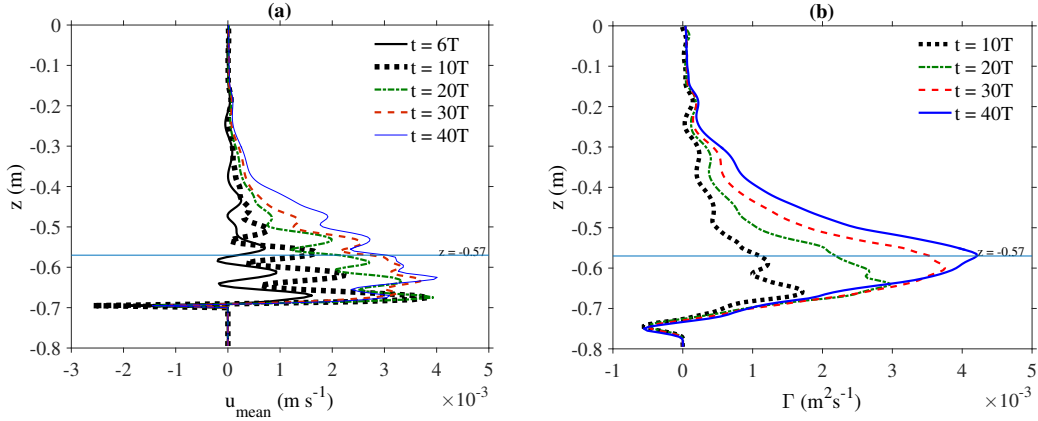 (a)
0
-0.1
-0.2
-0.3
-0.4
-0.5
-0.6
-0.7
-0.8
z (m)
t = 6T
t = 10T
t = 20T
t = 30T
t = 40T
z = -0.57
-3 -2 -1 0 1 2 3 4 5
u_mean (m s⁻¹)
×10⁻³
(b)
0
-0.1
-0.2
-0.3
-0.4
-0.5
-0.6
-0.7
-0.8
z (m)
t = 10T
t = 20T
t = 30T
t = 40T
z = -0.57
-1 0 1 2 3 4 5
Γ (m²s⁻¹)
×10⁻³